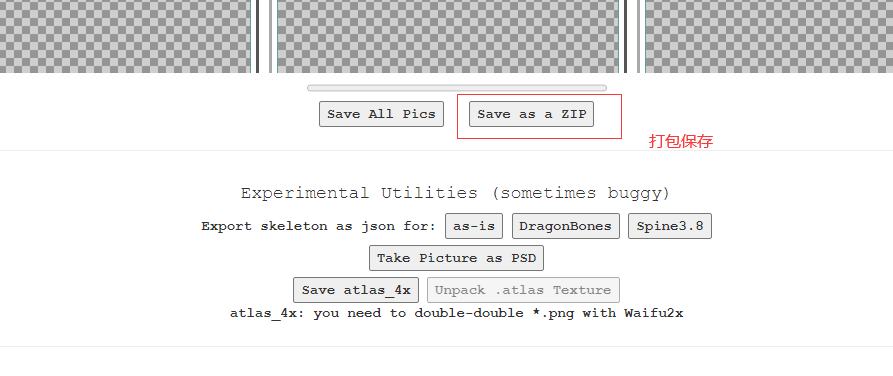 Save All Pics Save as a ZIP
打包保存
Experimental Utilities (sometimes buggy)
Export skeleton as json for: as-is DragonBones Spine3.8
Take Picture as PSD
Save atlas_4x Unpack .atlas Texture
atlas_4x: you need to double-double *.png with Waifu2x